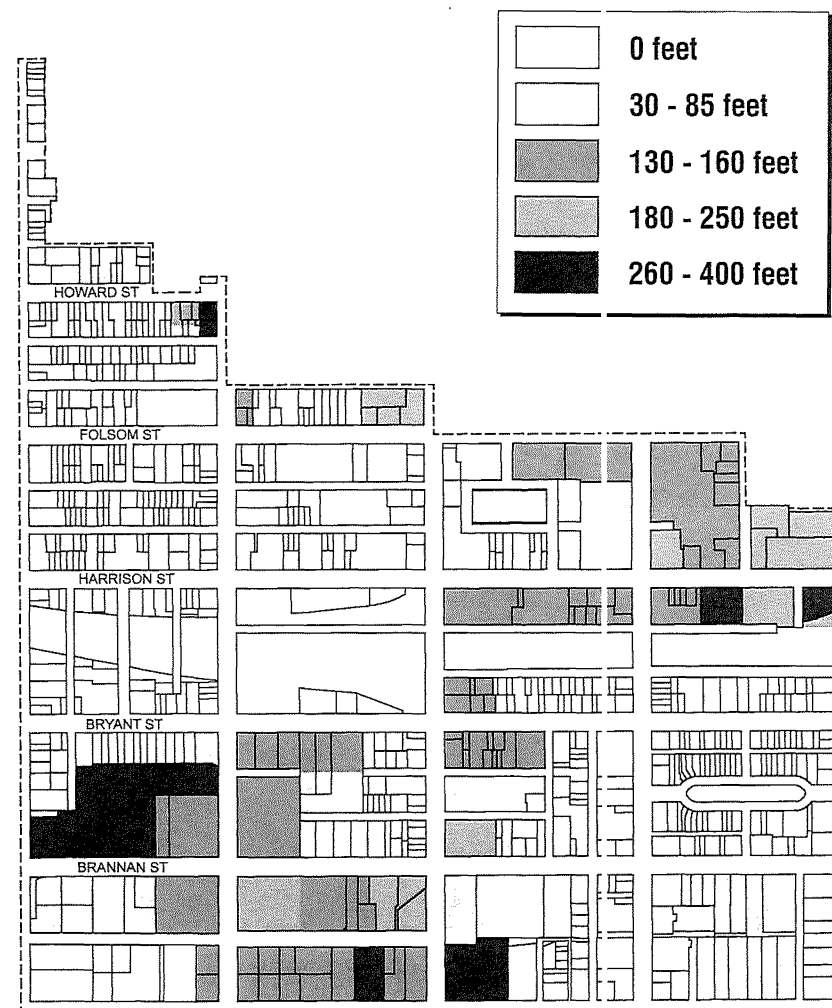 0 feet
30 - 85 feet
130 - 160 feet
180 - 250 feet
260 - 400 feet
HOWARD ST
FOLSOM ST
HARRISON ST
BRYANT ST
BRANNAN ST